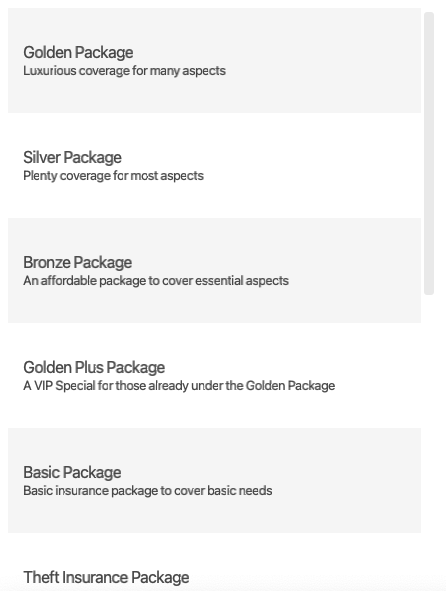 Golden Package
Luxurious coverage for many aspects
Silver Package
Plenty coverage for most aspects
Bronze Package
An affordable package to cover essential aspects
Golden Plus Package
A VIP Special for those already under the Golden Package
Basic Package
Basic insurance package to cover basic needs
Theft Insurance Package